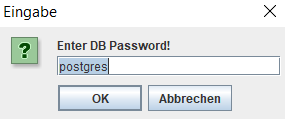 Eingabe
Enter DB Password!
postgres
OK Abbrechen